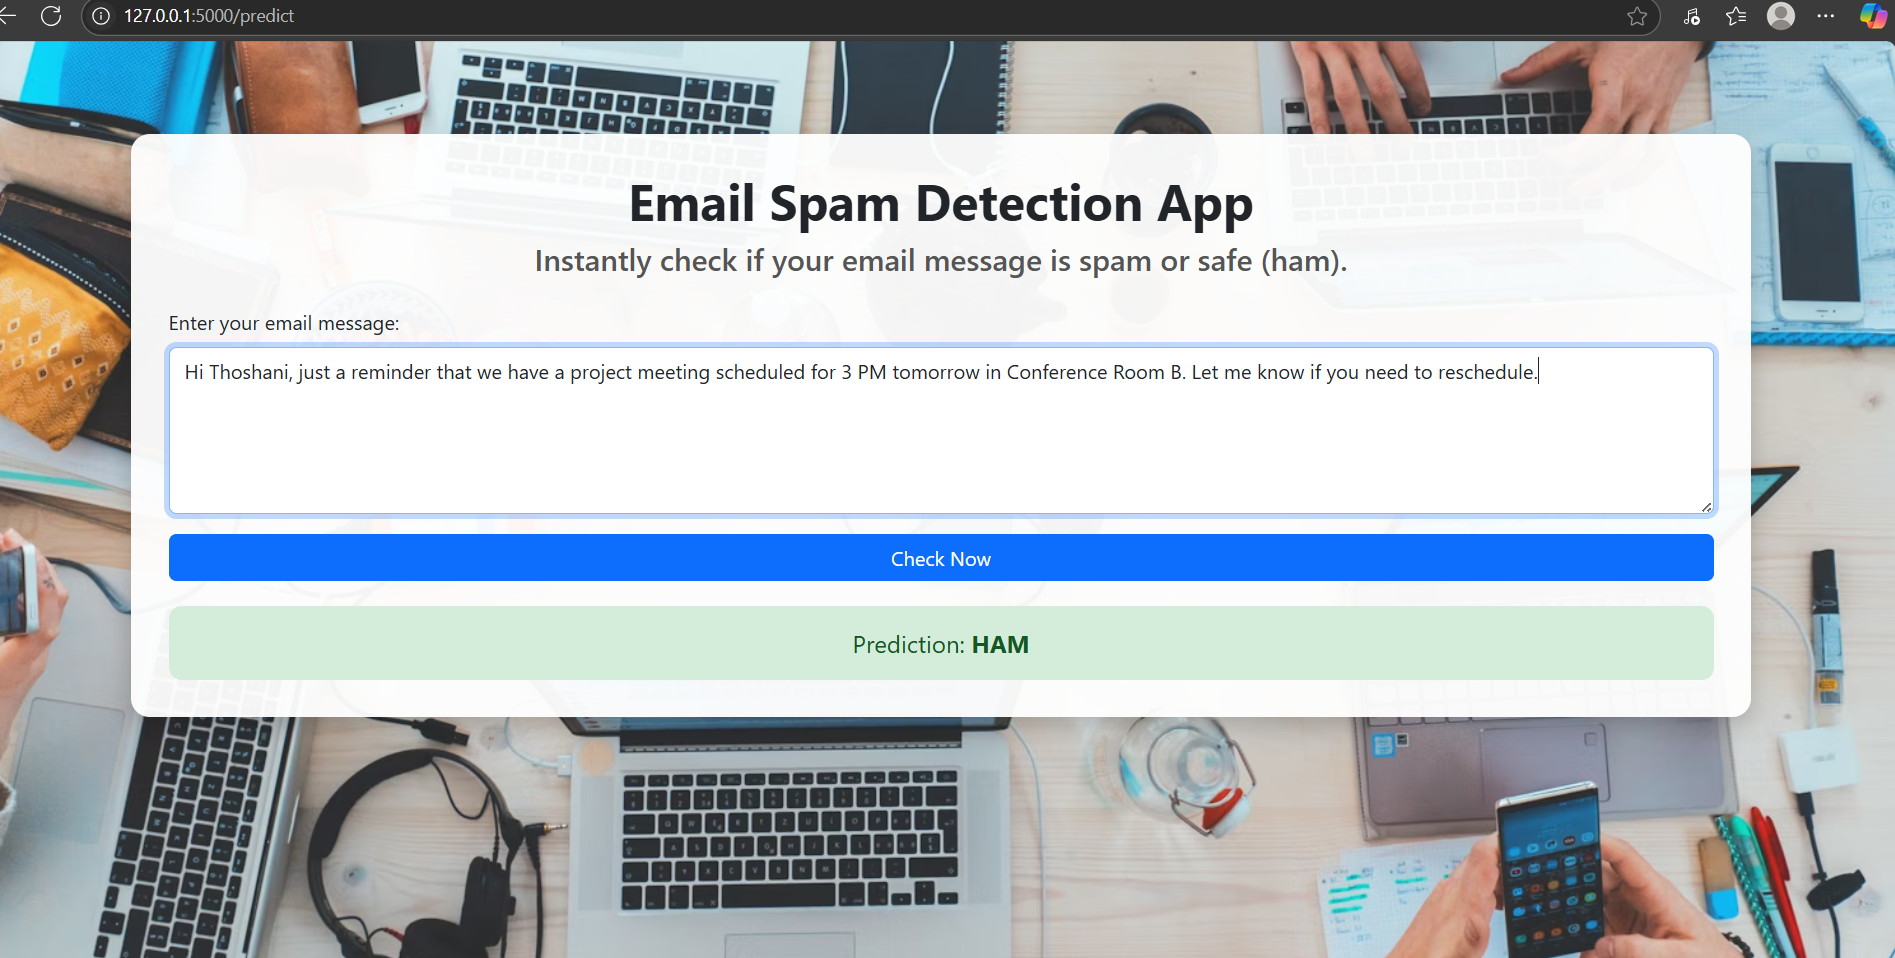 127.0.0.1:5000/predict
Email Spam Detection App
Instantly check if your email message is spam or safe (ham).
Enter your email message:
Hi Thoshani, just a reminder that we have a project meeting scheduled for 3 PM tomorrow in Conference Room B. Let me know if you need to reschedule.
Check Now
Prediction: HAM